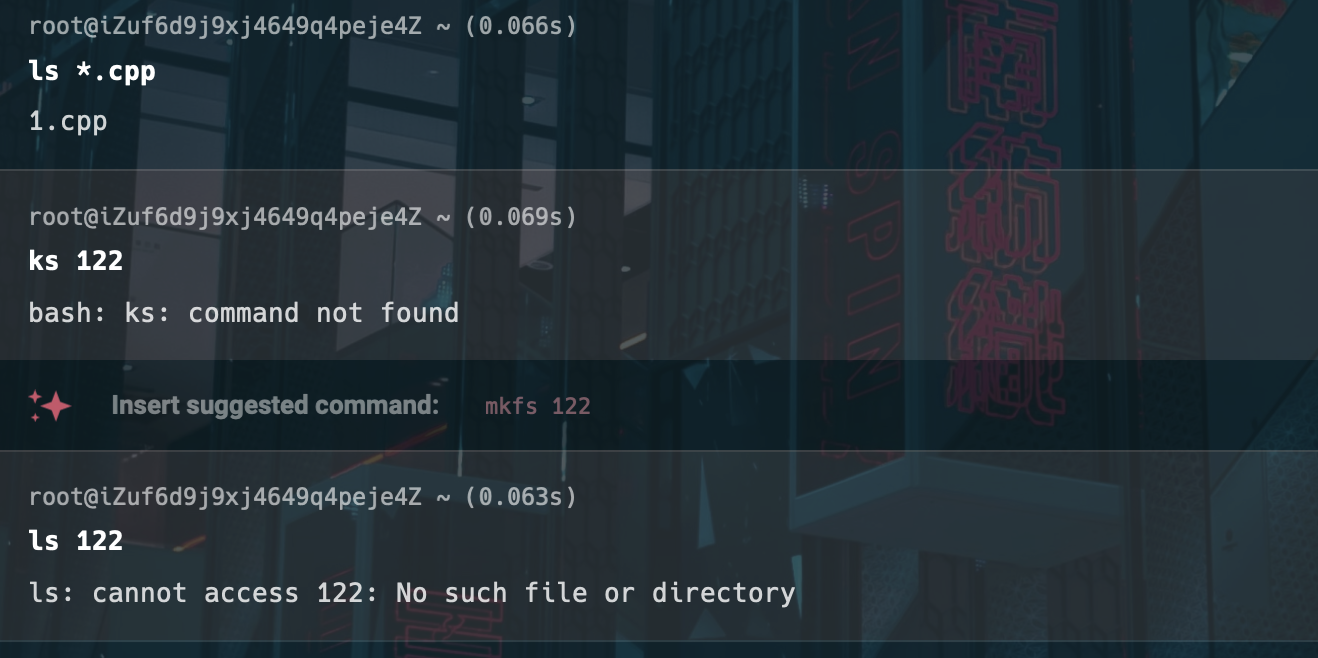 root@iZuf6d9j9xj4649q4peje4Z ~ (0.066s)
ls *.cpp
1.cpp
root@iZuf6d9j9xj4649q4peje4Z ~ (0.069s)
ks 122
bash: ks: command not found
Insert suggested command: mkfs 122
root@iZuf6d9j9xj4649q4peje4Z ~ (0.063s)
ls 122
ls: cannot access 122: No such file or directory
SPIN